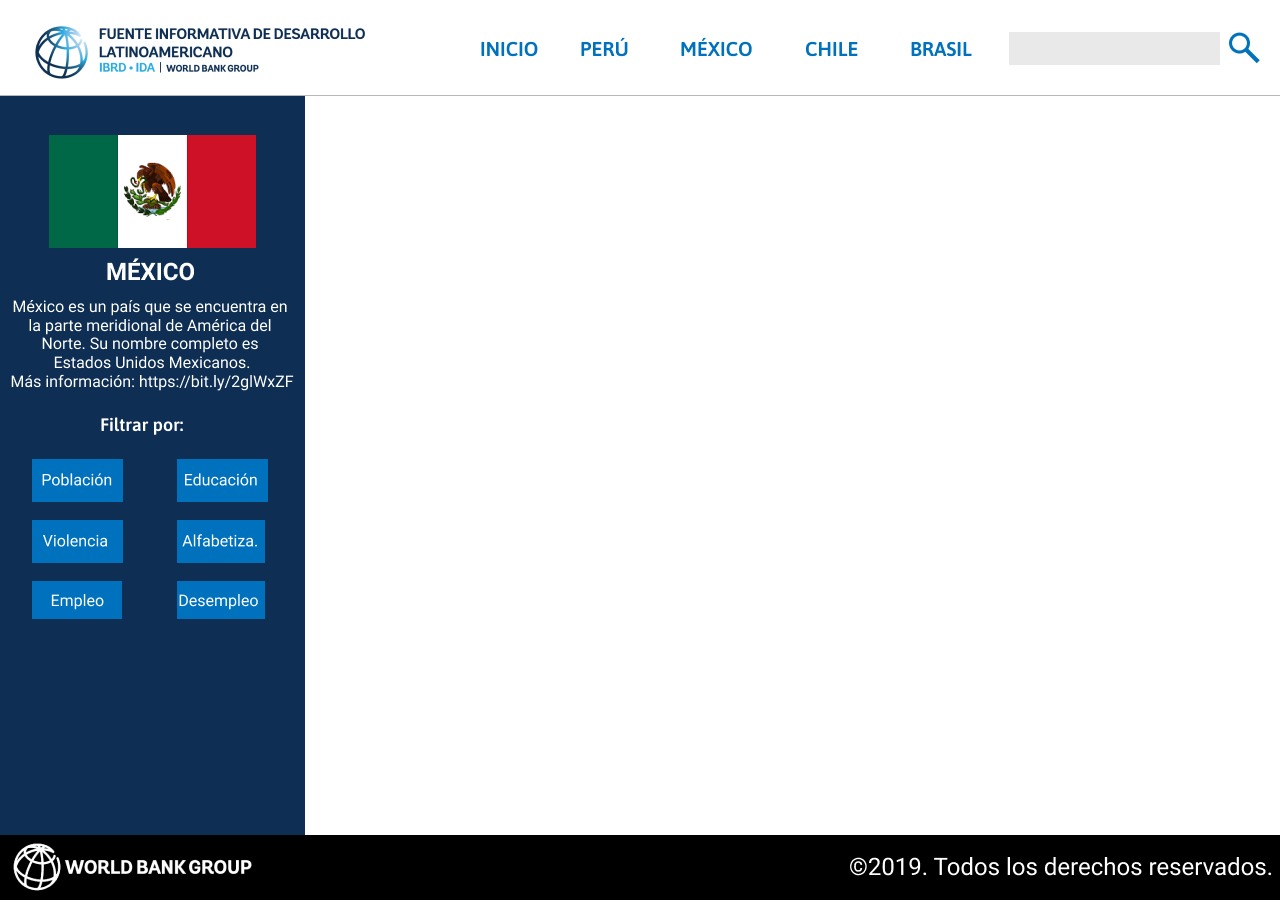 FUENTE INFORMATIVA DE DESARROLLO
LATINOAMERICANO
IBRD • IDA | WORLD BANK GROUP
INICIO PERÚ MÉXICO CHILE BRASIL
MÉXICO
México es un país que se encuentra en
la parte meridional de América del
Norte. Su nombre completo es
Estados Unidos Mexicanos.
Más información: https://bit.ly/2glWxZF
Filtrar por:
Población Educación
Violencia Alfabetiza.
Empleo Desempleo
WORLD BANK GROUP
©2019. Todos los derechos reservados.